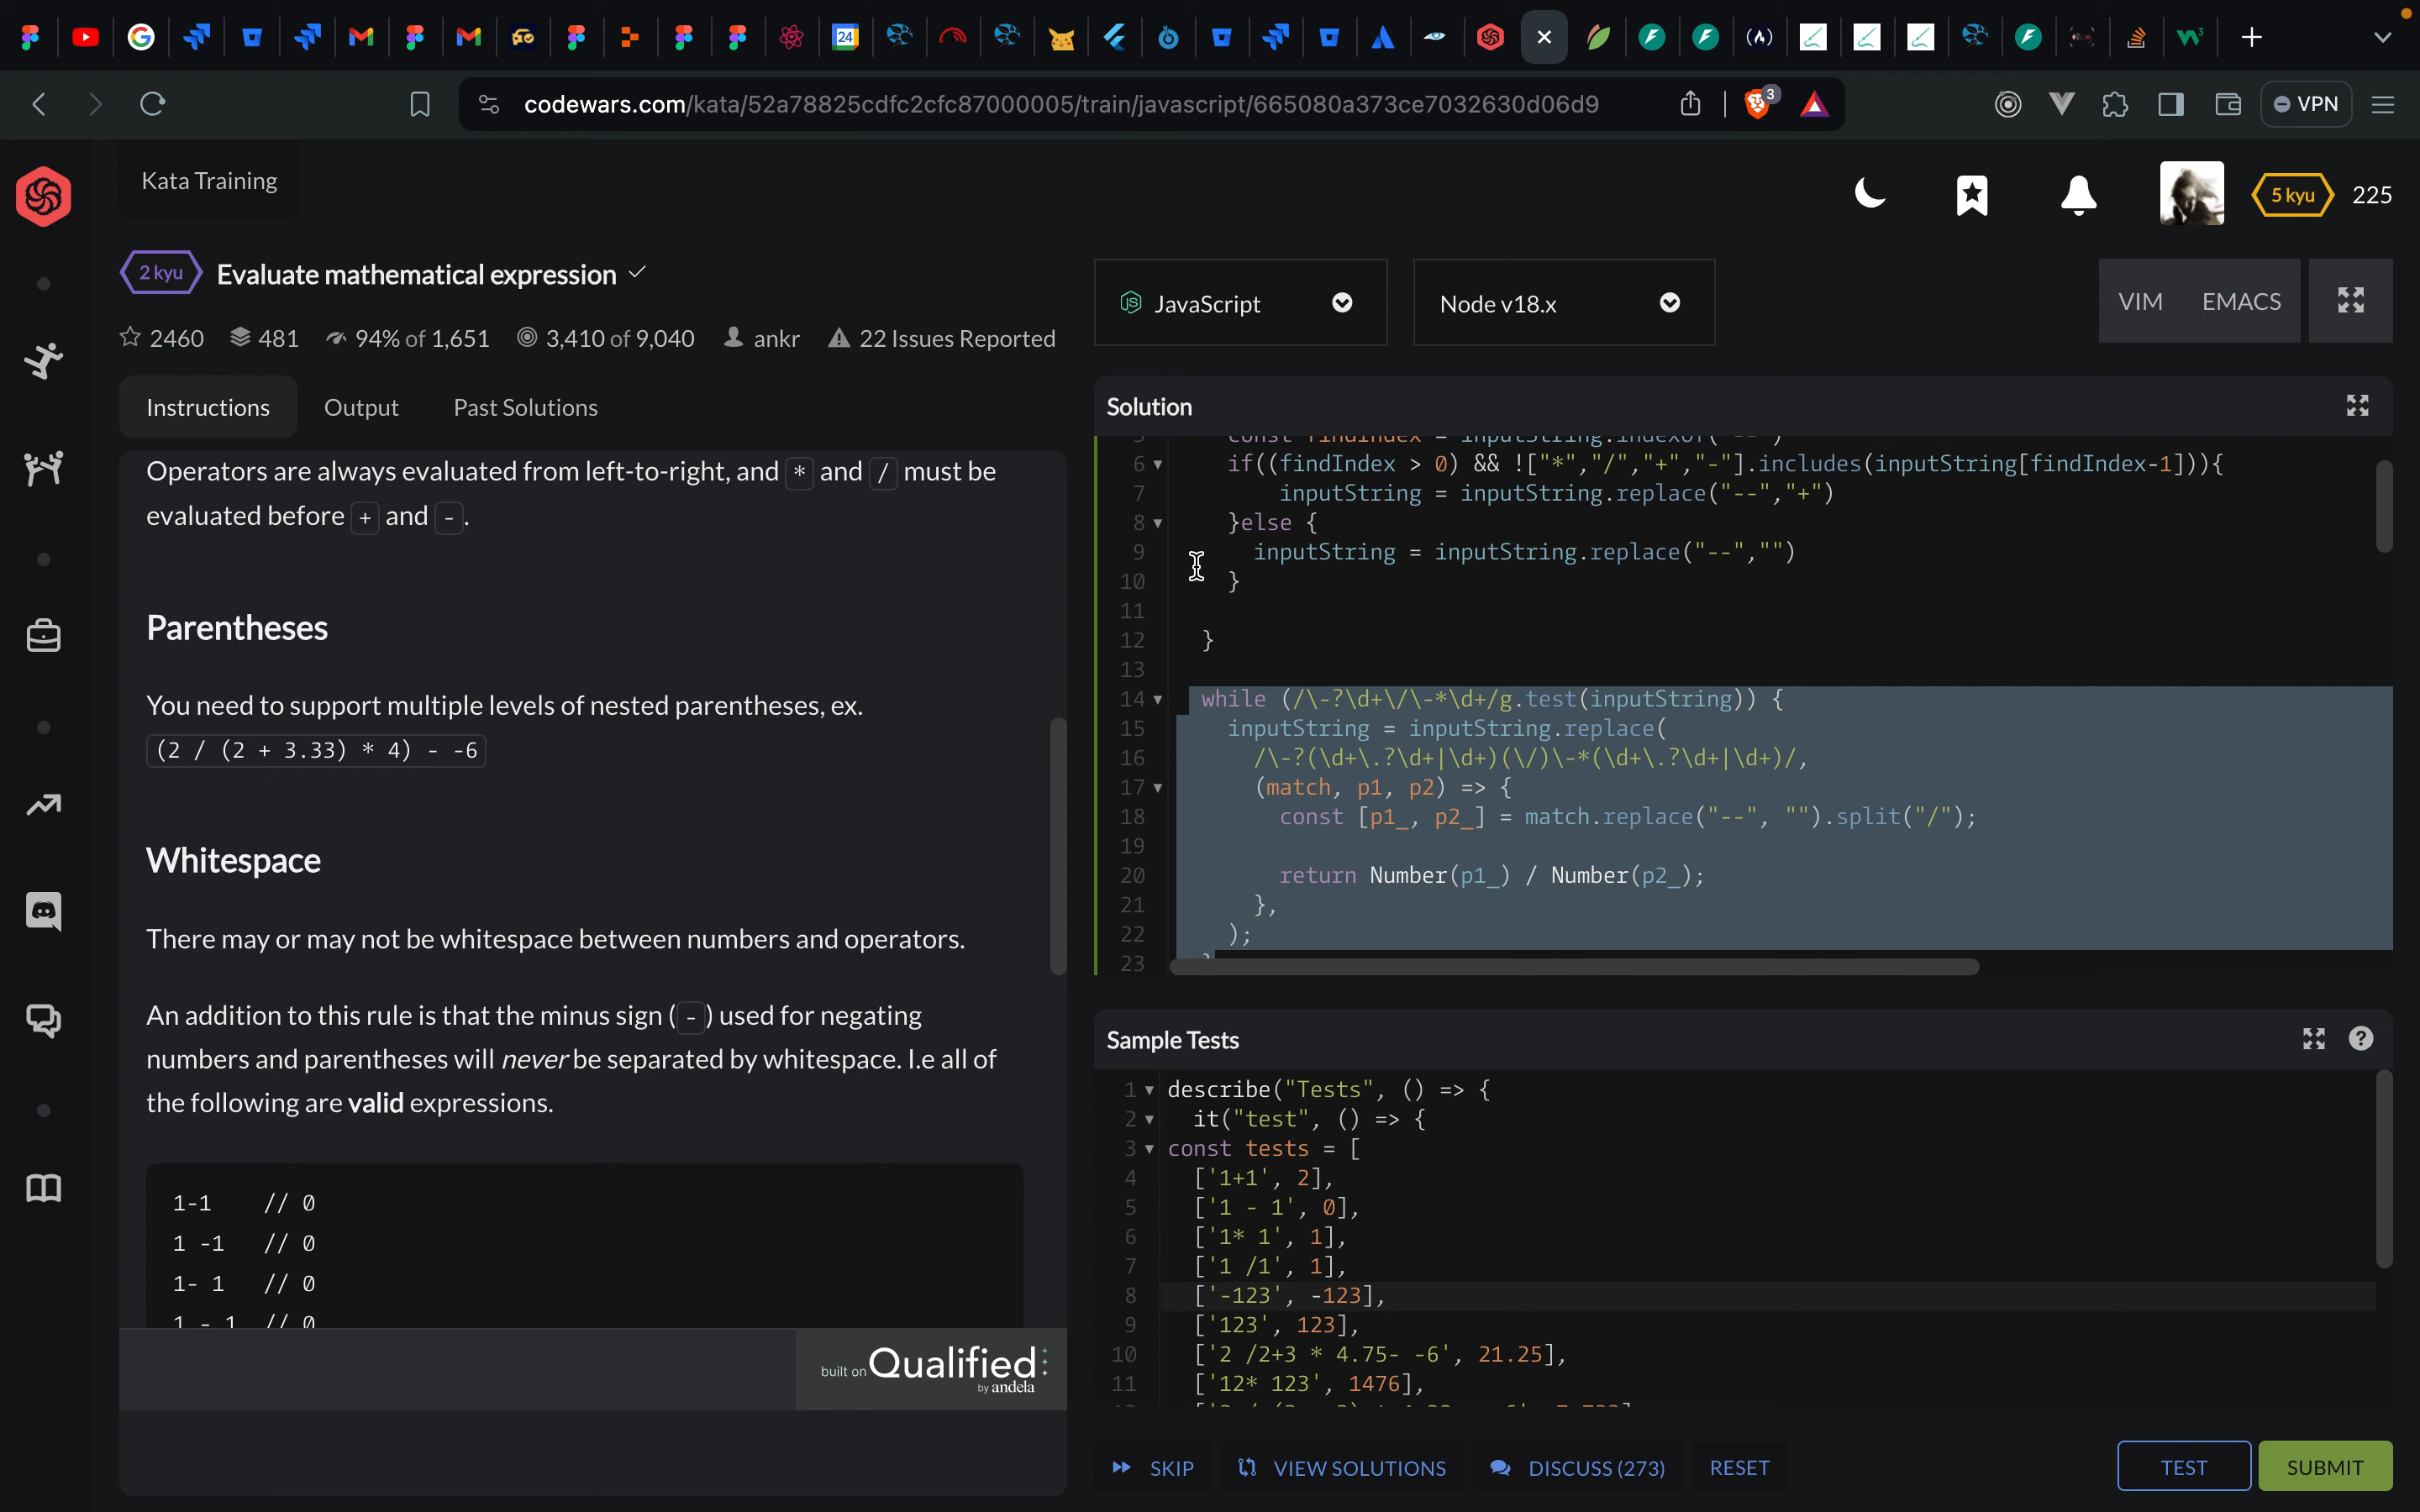 24
codewars.com/kata/52a78825cdfc2cfc87000005/train/javascript/665080a373ce7032630d06d9
3
VPN
Kata Training
5 kyu
225
2 kyu
Evaluate mathematical expression
2460
481
94% of 1,651
3,410 of 9,040
ankr
22 Issues Reported
Instructions
Output
Past Solutions
Operators are always evaluated from left-to-right, and * and / must be
evaluated before + and -.
Parentheses
You need to support multiple levels of nested parentheses, ex.
(2 / (2 + 3.33) * 4) - -6
Whitespace
There may or may not be whitespace between numbers and operators.
An addition to this rule is that the minus sign (-) used for negating
numbers and parentheses will never be separated by whitespace. I.e all of
the following are valid expressions.
1-1    // 0
1 -1   // 0
1- 1   // 0
1 - 1  // 0
built on Qualified
by andela
JavaScript
Node v18.x
VIM
EMACS
Solution
5 const findIndex = inputString.indexOf("--")
6 if((findIndex > 0) && !["*","/","+","-"].includes(inputString[findIndex-1])){
7 inputString = inputString.replace("--","+")
8 }else {
9 inputString = inputString.replace("--","")
10 }
11
12 }
13
14 while (/\-?\d+\/\-*\d+/g.test(inputString)) {
15 inputString = inputString.replace(
16 /\-?(\d+\.?\d+|\d+)(\/)\-*(\d+\.?\d+|\d+)/,
17 (match, p1, p2) => {
18 const [p1_, p2_] = match.replace("--", "").split("/");
19
20 return Number(p1_) / Number(p2_);
21 },
22 );
23 }
Sample Tests
1 describe("Tests", () => {
2 it("test", () => {
3 const tests = [
4 ['1+1', 2],
5 ['1 - 1', 0],
6 ['1* 1', 1],
7 ['1 /1', 1],
8 ['-123', -123],
9 ['123', 123],
10 ['2 /2+3 * 4.75- -6', 21.25],
11 ['12* 123', 1476],
SKIP
VIEW SOLUTIONS
DISCUSS (273)
RESET
TEST
SUBMIT